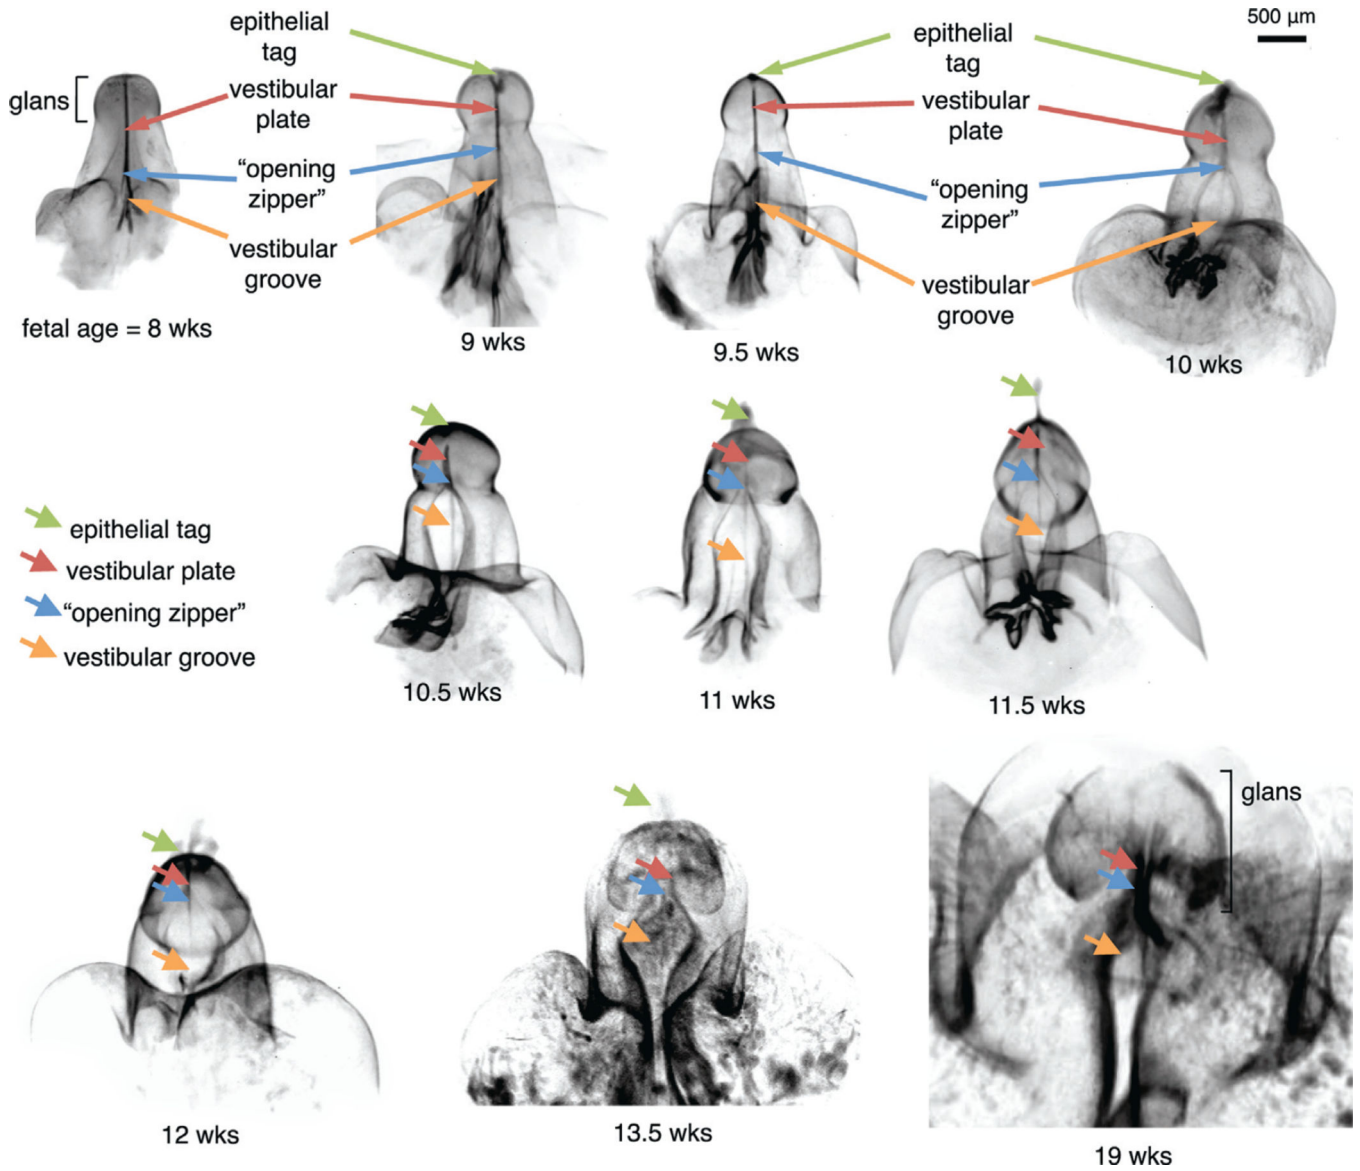 epithelial
tag
glans
vestibular
plate
“opening
zipper”
vestibular
groove
epithelial
tag
vestibular
plate
“opening
zipper”
vestibular
groove
500 µm
fetal age = 8 wks
9 wks
9.5 wks
10 wks
epithelial tag
vestibular plate
“opening zipper”
vestibular groove
10.5 wks
11 wks
11.5 wks
glans
12 wks
13.5 wks
19 wks